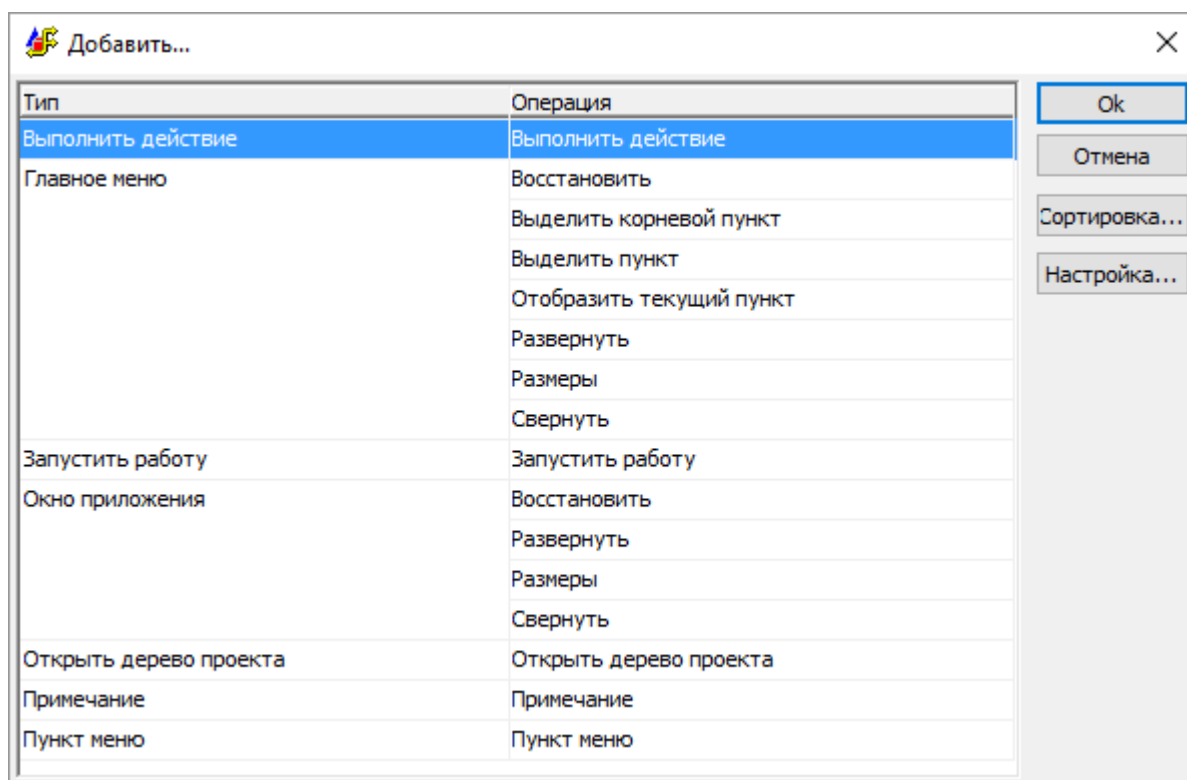 Добавить...
Тип Операция
Ok
Выполнить действие Выполнить действие
Отмена
Главное меню Восстановить
Выделить корневой пункт
Сортировка...
Выделить пункт
Настройка...
Отобразить текущий пункт
Развернуть
Размеры
Свернуть
Запустить работу Запустить работу
Окно приложения Восстановить
Развернуть
Размеры
Свернуть
Открыть дерево проекта Открыть дерево проекта
Примечание Примечание
Пункт меню Пункт меню